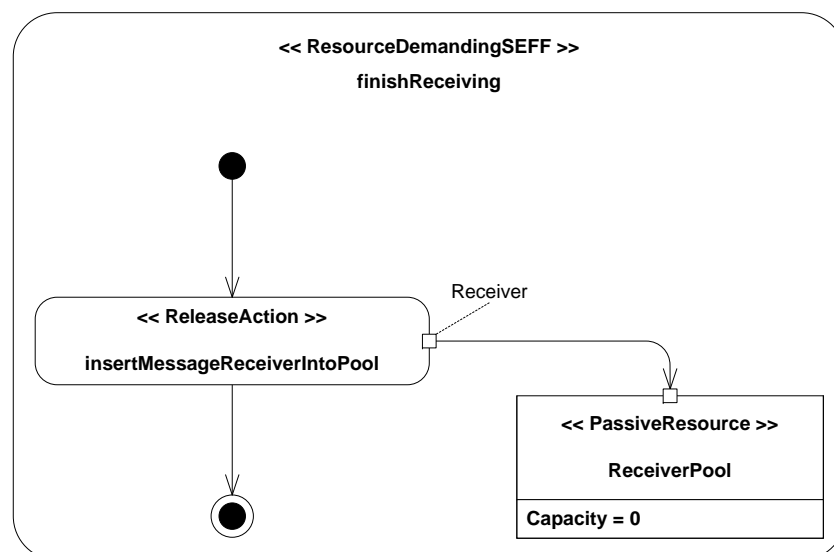 << ResourceDemandingSEFF >>
finishReceiving
Receiver
<< ReleaseAction >>
insertMessageReceiverIntoPool
<< PassiveResource >>
ReceiverPool
Capacity = 0